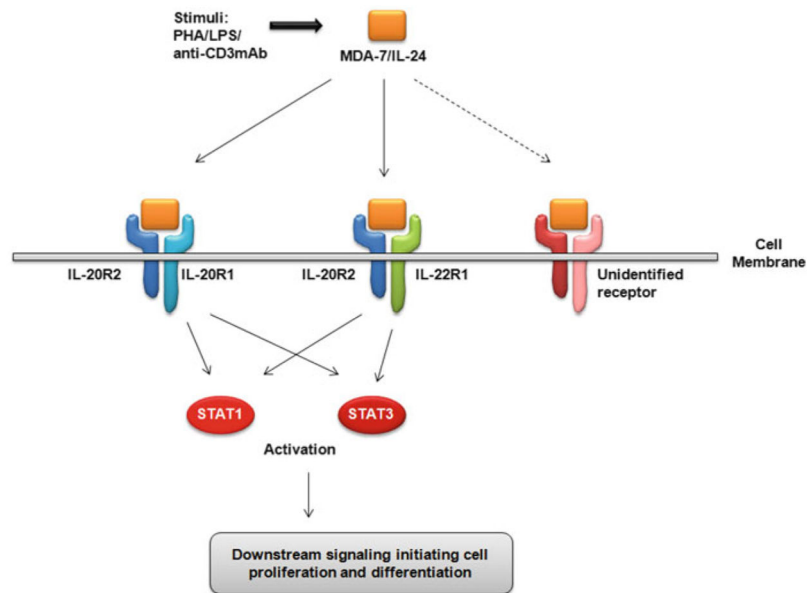 Stimuli:
PHA/LPS/
anti-CD3mAb
MDA-7/IL-24
Cell
Membrane
IL-20R2
IL-20R1
IL-20R2
IL-22R1
Unidentified
receptor
STAT1
STAT3
Activation
Downstream signaling initiating cell
proliferation and differentiation